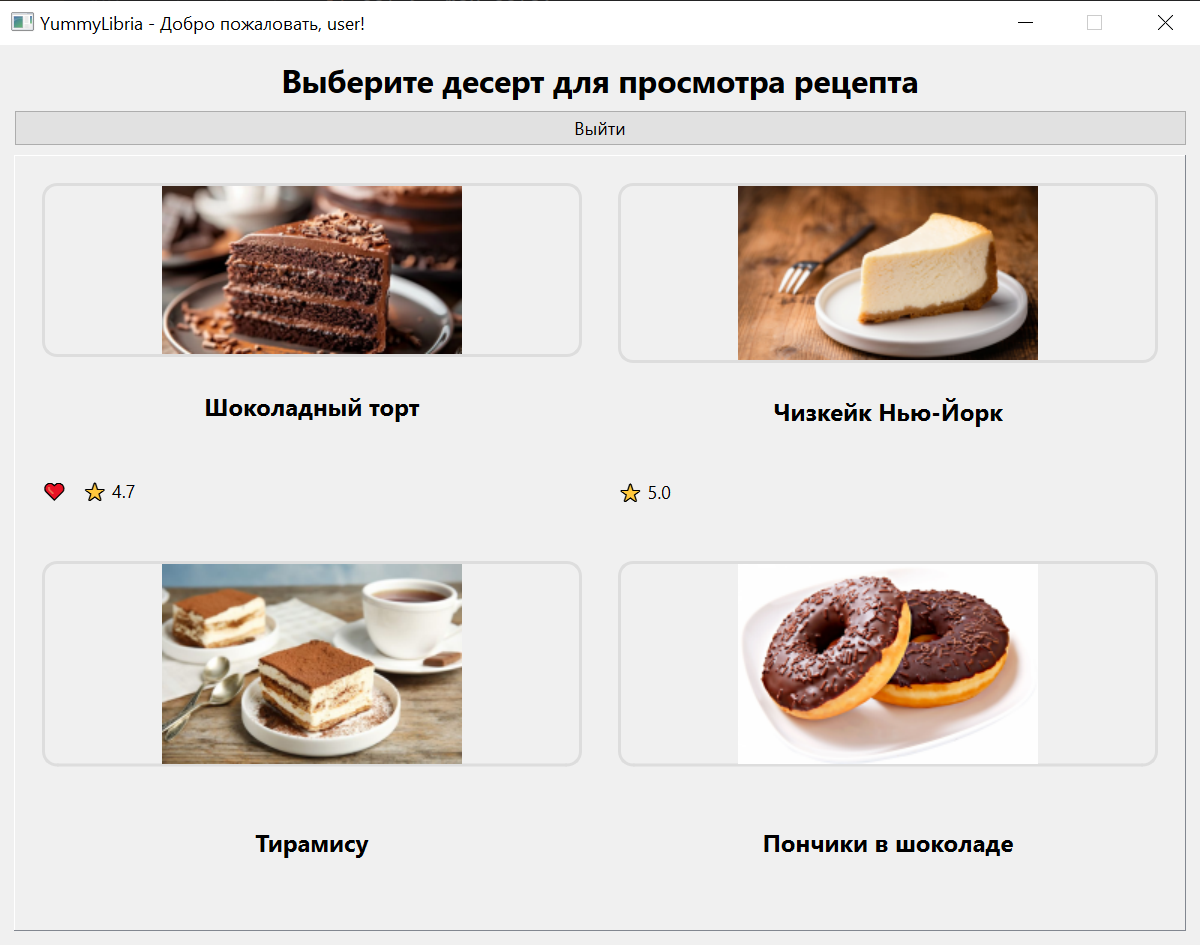 YummyLibria - Добро пожаловать, user!
Выберите десерт для просмотра рецепта
Выйти
Шоколадный торт
Чизкейк Нью-Йорк
4.7
5.0
Тирамису
Пончики в шоколаде